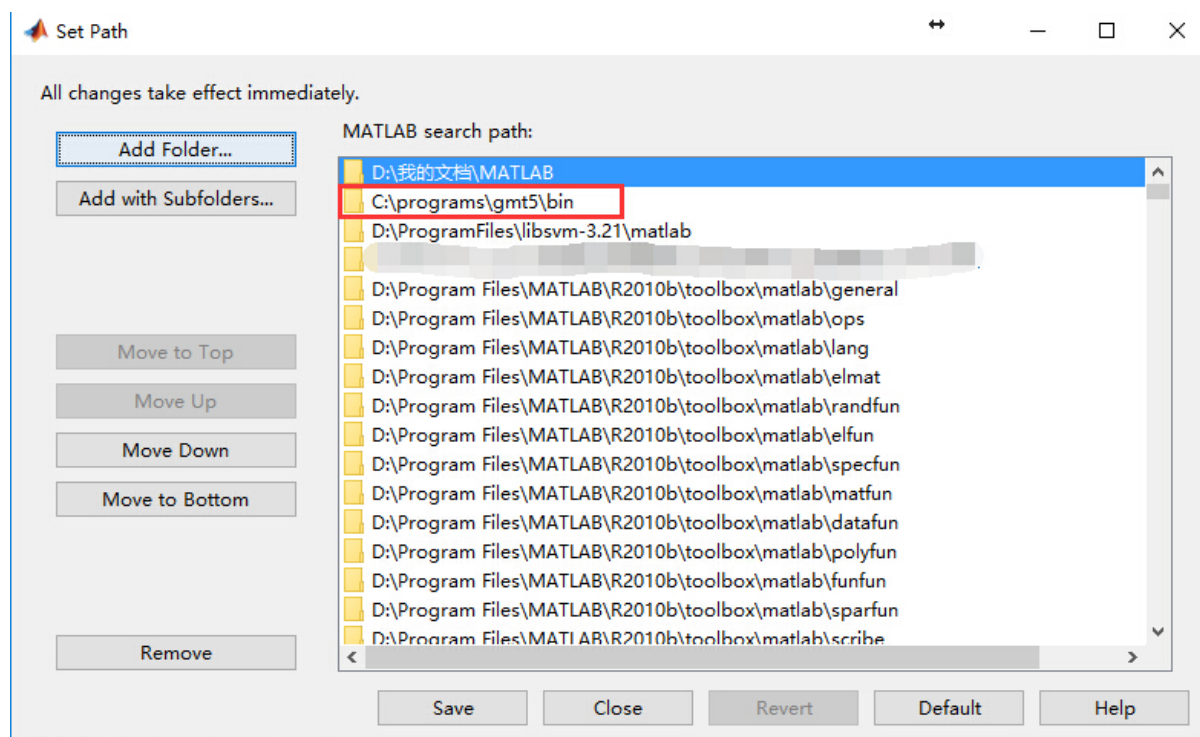 Set Path
All changes take effect immediately.
MATLAB search path:
Add Folder...
Add with Subfolders...
Move to Top
Move Up
Move Down
Move to Bottom
Remove
D:\我的文档\MATLAB
C:\programs\gmt5\bin
D:\ProgramFiles\libsvm-3.21\matlab
D:\Program Files\MATLAB\R2010b\toolbox\matlab\general
D:\Program Files\MATLAB\R2010b\toolbox\matlab\ops
D:\Program Files\MATLAB\R2010b\toolbox\matlab\lang
D:\Program Files\MATLAB\R2010b\toolbox\matlab\elmat
D:\Program Files\MATLAB\R2010b\toolbox\matlab\randfun
D:\Program Files\MATLAB\R2010b\toolbox\matlab\elfun
D:\Program Files\MATLAB\R2010b\toolbox\matlab\specfun
D:\Program Files\MATLAB\R2010b\toolbox\matlab\matfun
D:\Program Files\MATLAB\R2010b\toolbox\matlab\datafun
D:\Program Files\MATLAB\R2010b\toolbox\matlab\polyfun
D:\Program Files\MATLAB\R2010b\toolbox\matlab\funfun
D:\Program Files\MATLAB\R2010b\toolbox\matlab\sparfun
D:\Program Files\MATLAB\R2010b\toolbox\matlab\scribe
Save
Close
Revert
Default
Help